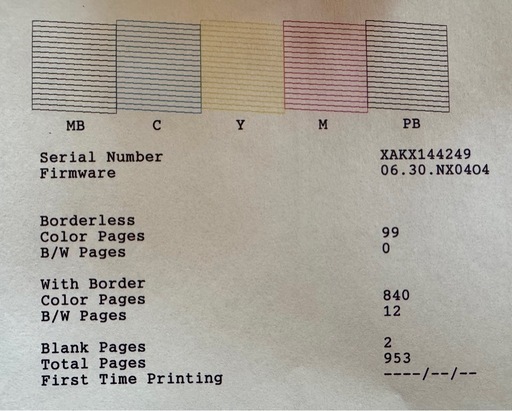 MB C Y M PB
Serial Number XAKX144249
Firmware 06.30.NX0404
Borderless
Color Pages 99
B/W Pages 0
With Border
Color Pages 840
B/W Pages 12
Blank Pages 2
Total Pages 953
First Time Printing ----/--/--